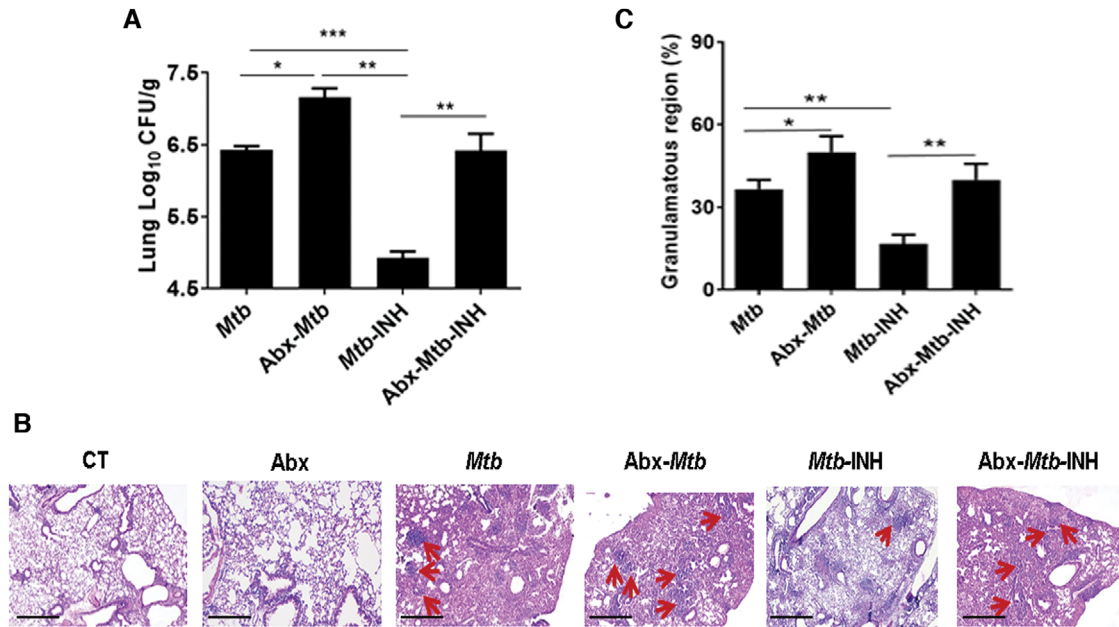 A
Lung Log10 CFU/g
7.5
6.5
5.5
4.5
***
*
**
**
Mtb
Abx-Mtb
Mtb-INH
Abx-Mtb-INH
C
Granulamatous region (%)
90
60
30
0
**
*
**
Mtb
Abx-Mtb
Mtb-INH
Abx-Mtb-INH
B
CT
Abx
Mtb
Abx-Mtb
Mtb-INH
Abx-Mtb-INH